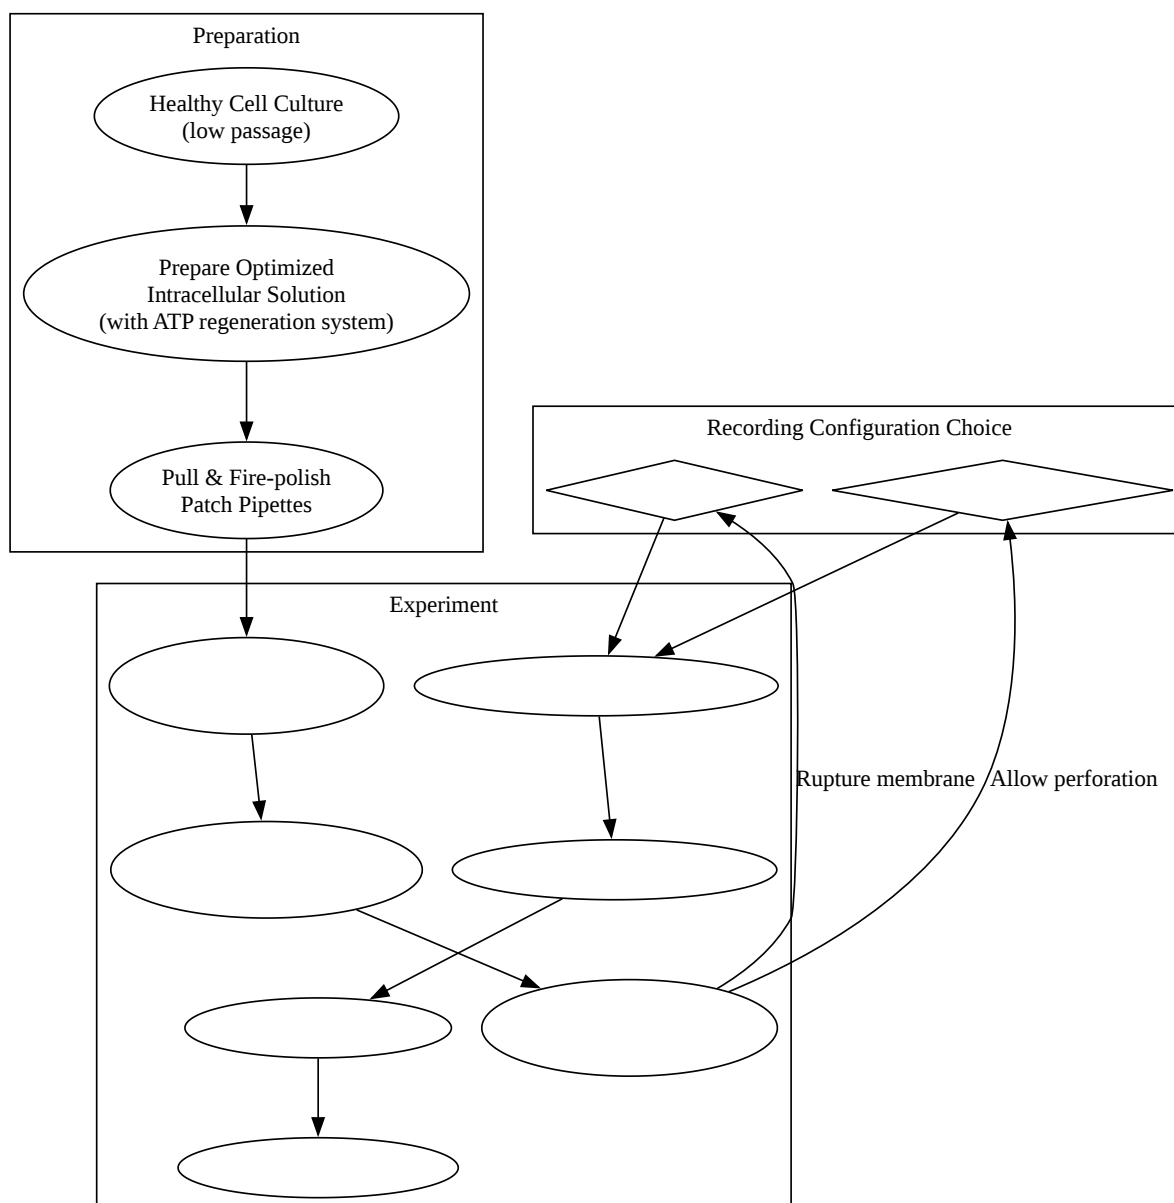 Preparation
Healthy Cell Culture
(low passage)
Prepare Optimized
Intracellular Solution
(with ATP regeneration system)
Pull & Fire-polish
Patch Pipettes
Recording Configuration Choice
Experiment
Rupture membrane
Allow perforation